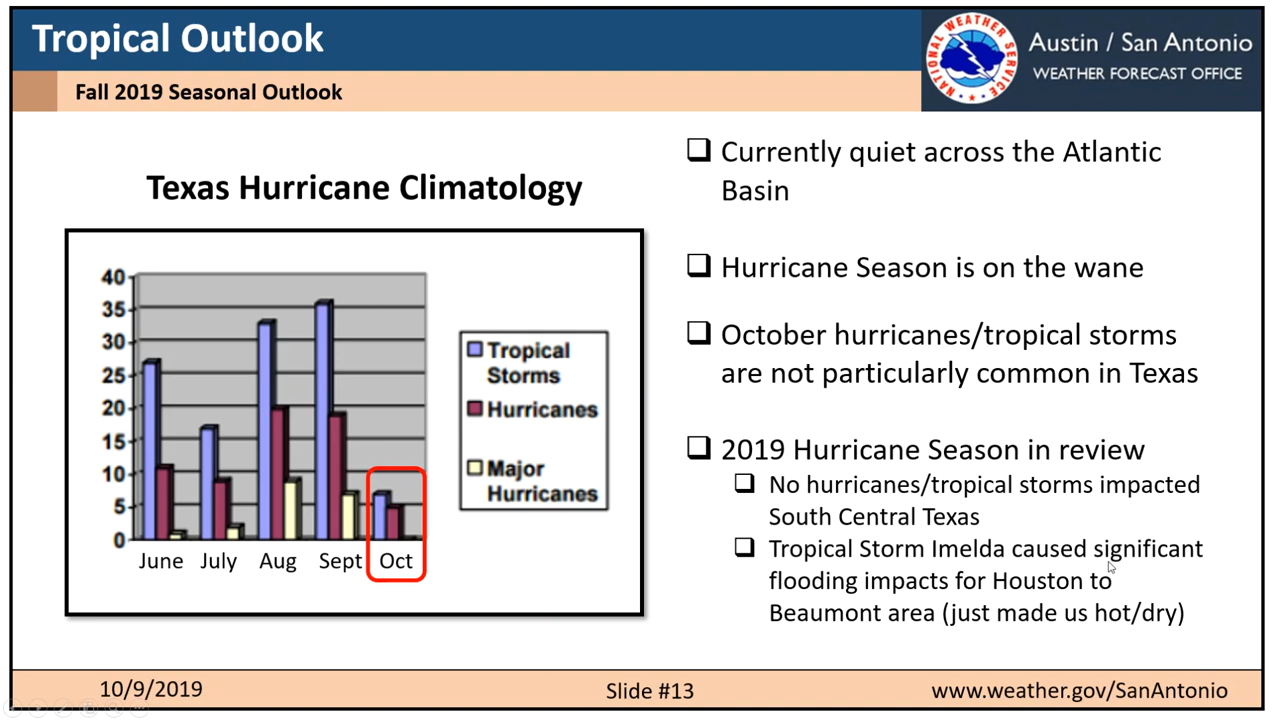 Tropical Outlook
Fall 2019 Seasonal Outlook
NATIONAL WEATHER SERVICE
Austin / San Antonio
WEATHER FORECAST OFFICE
Texas Hurricane Climatology
40
35
30
25
20
15
10
5
0
June July Aug Sept Oct
Tropical
Storms
Hurricanes
Major
Hurricanes
Currently quiet across the Atlantic
Basin
Hurricane Season is on the wane
October hurricanes/tropical storms
are not particularly common in Texas
2019 Hurricane Season in review
No hurricanes/tropical storms impacted
South Central Texas
Tropical Storm Imelda caused significant
flooding impacts for Houston to
Beaumont area (just made us hot/dry)
10/9/2019
Slide #13
www.weather.gov/SanAntonio